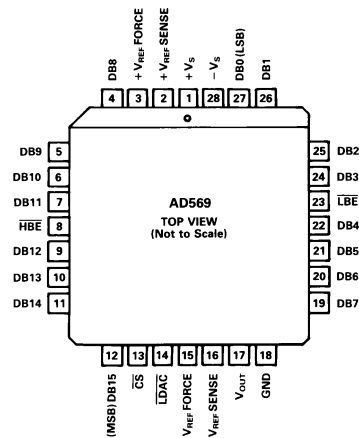 DB8
+ VREF FORCE
+ VREF SENSE
+ VS
− VS
DB0 (LSB)
DB1
4
3
2
1
28
27
26
DB9 5
DB10 6
DB11 7
HBE 8
DB12 9
DB13 10
DB14 11
AD569
TOP VIEW
(Not to Scale)
25 DB2
24 DB3
23 LBE
22 DB4
21 DB5
20 DB6
19 DB7
12
13
14
15
16
17
18
(MSB) DB15
CS
LDAC
VREF FORCE
VREF SENSE
VOUT
GND